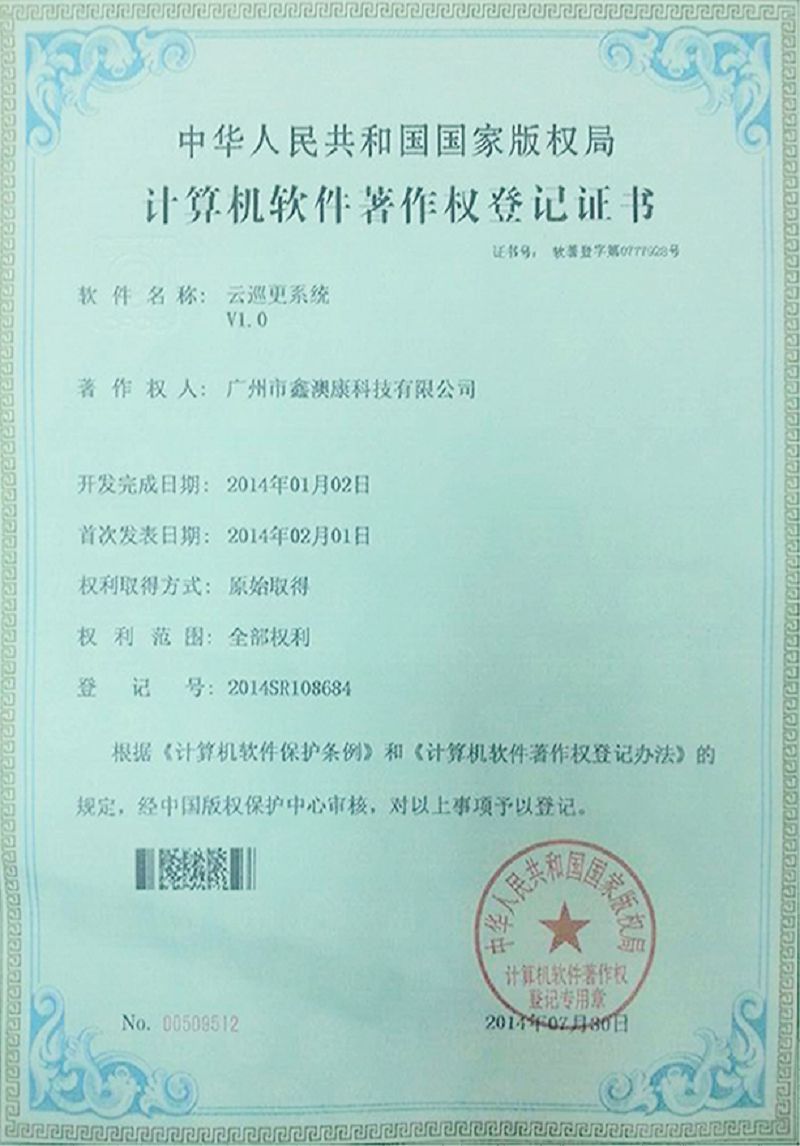 中华人民共和国国家版权局
计算机软件著作权登记证书
证书号： 软著登字第0777928号
软件名称： 云巡更系统
V1.0
著作权人： 广州市鑫澳康科技有限公司
开发完成日期： 2014年01月02日
首次发表日期： 2014年02月01日
权利取得方式： 原始取得
权利范围： 全部权利
登记号： 2014SR108684
根据《计算机软件保护条例》和《计算机软件著作权登记办法》的
规定，经中国版权保护中心审核，对以上事项予以登记。
中华人民共和国国家版权局
计算机软件著作权
登记专用章
No. 00509512
2014年07月30日